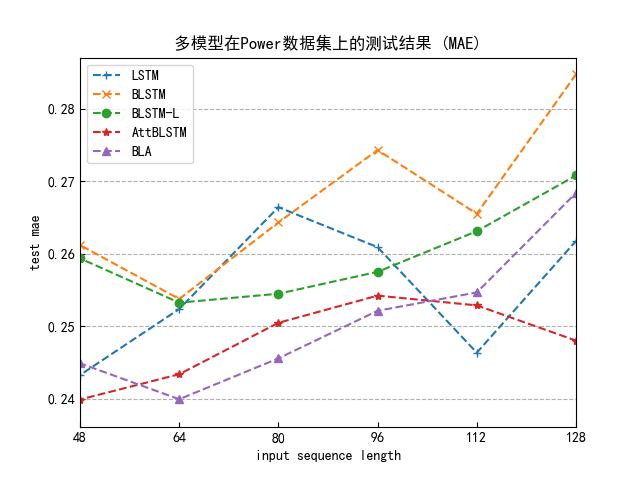 多模型在Power数据集上的测试结果 (MAE)
LSTM
BLSTM
BLSTM-L
AttBLSTM
BLA
0.28
0.27
0.26
0.25
0.24
test mae
48 64 80 96 112 128
input sequence length